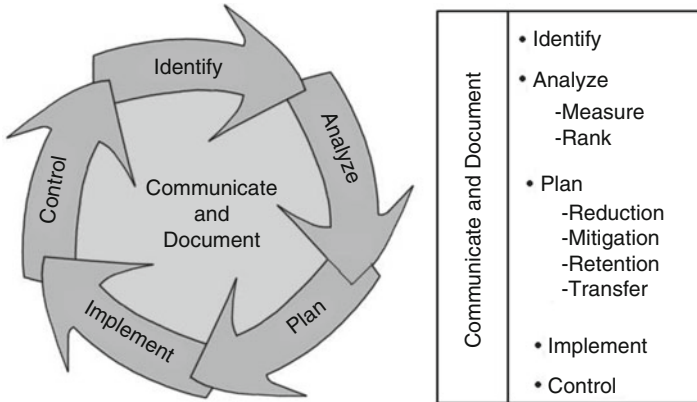 Identify
Analyze
Plan
Implement
Control
Communicate
and
Document
Communicate and Document
• Identify
• Analyze
-Measure
-Rank
• Plan
-Reduction
-Mitigation
-Retention
-Transfer
• Implement
• Control